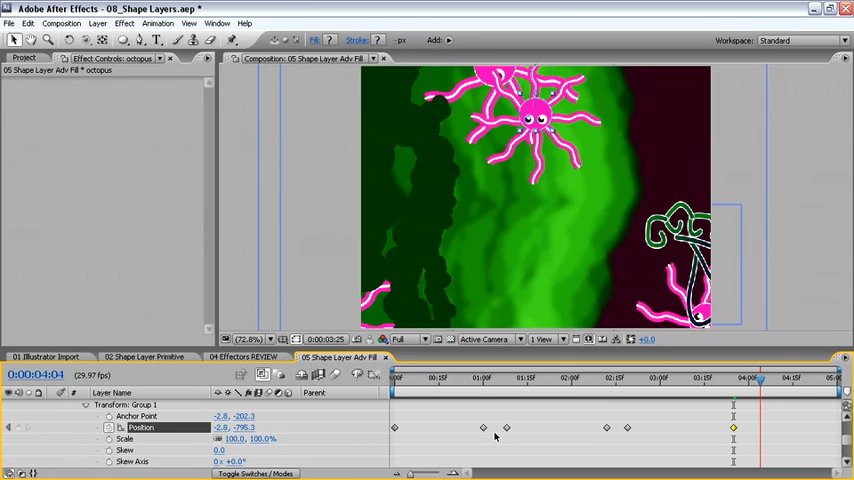 Adobe After Effects - 08_Shape Layers.aep *
File Edit Composition Layer Effect Animation View Window Help
Fill: ? Stroke: ? - px Add: Workspace: Standard
Project Effect Controls: octopus Composition: 05 Shape Layer Adv Fill
05 Shape Layer Adv Fill * octopus
(72.8%) 0:00:03:25 Full Active Camera 1 View +0.0
01 Illustrator Import 02 Shape Primitive 04 Effectors REVIEW 05 Shape Layer Adv Fill
0:00:04:04 (29.97 fps)
:00f 00:15f 01:00f 01:15f 02:00f 02:15f 03:00f 03:15f 04:00f 04:15f 05:00
# Layer Name Parent
Transform: Group 1
Anchor Point -2.8, -202.3
Position -2.8, -795.3
Scale 100.0, 100.0%
Skew 0.0
Skew Axis 0 x +0.0°
Toggle Switches / Modes